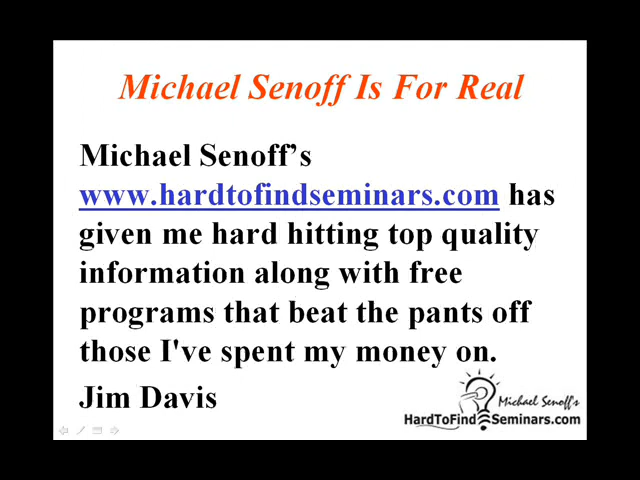 Michael Senoff Is For Real
Michael Senoff's
www.hardtofindseminars.com has
given me hard hitting top quality
information along with free
programs that beat the pants off
those I've spent my money on.
Jim Davis
Michael Senoff's
HardToFindSeminars.com